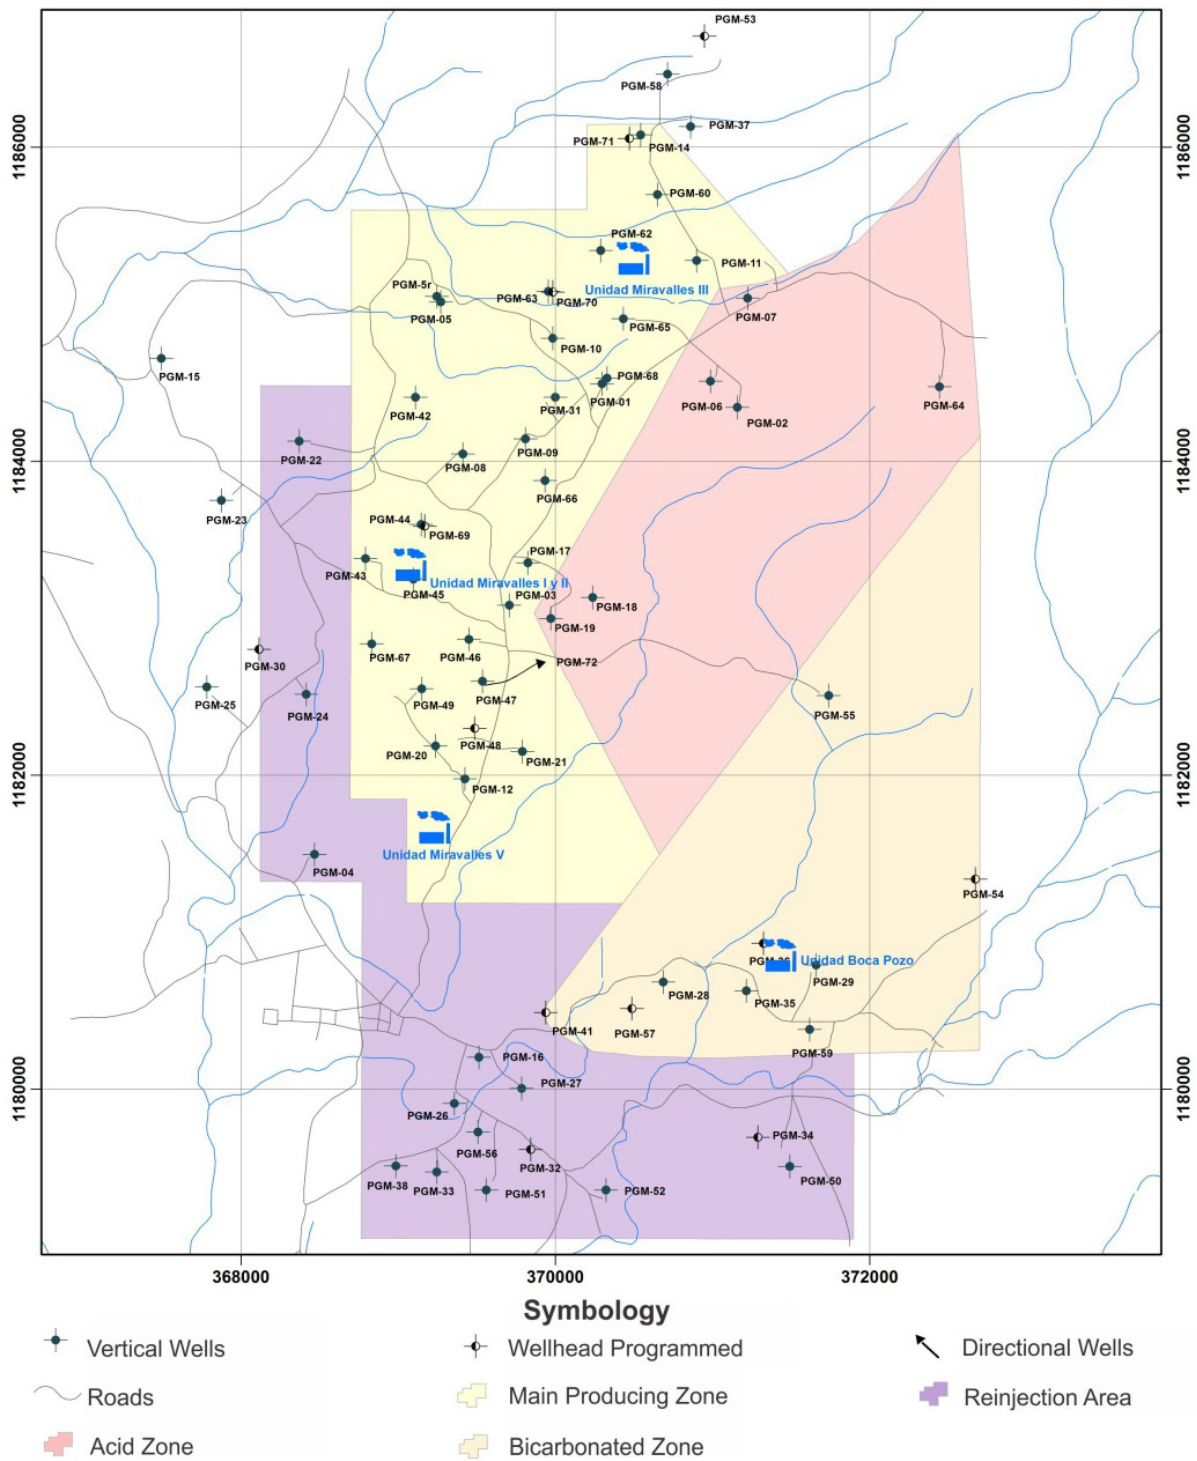 PGM-53
PGM-58
PGM-37
PGM-71
PGM-14
1186000
1186000
PGM-60
PGM-62
PGM-11
Unidad Miravalles III
PGM-5r
PGM-63
PGM-70
PGM-05
PGM-07
PGM-65
PGM-10
PGM-15
PGM-68
PGM-01
PGM-06
PGM-64
PGM-42
PGM-31
PGM-02
PGM-22
PGM-09
PGM-08
1184000
1184000
PGM-66
PGM-23
PGM-44
PGM-69
PGM-17
PGM-43
Unidad Miravalles I y II
PGM-45
PGM-03
PGM-18
PGM-19
PGM-30
PGM-67
PGM-46
PGM-72
PGM-25
PGM-24
PGM-49
PGM-47
PGM-55
PGM-48
PGM-20
PGM-21
1182000
1182000
PGM-12
Unidad Miravalles V
PGM-04
PGM-54
Unidad Boca Pozo
PGM-29
PGM-28
PGM-35
PGM-41
PGM-57
PGM-59
PGM-16
PGM-27
1180000
1180000
PGM-26
PGM-34
PGM-56
PGM-32
PGM-38
PGM-33
PGM-51
PGM-52
PGM-50
368000
370000
372000
Symbology
Vertical Wells
Wellhead Programmed
Directional Wells
Roads
Main Producing Zone
Reinjection Area
Acid Zone
Bicarbonated Zone